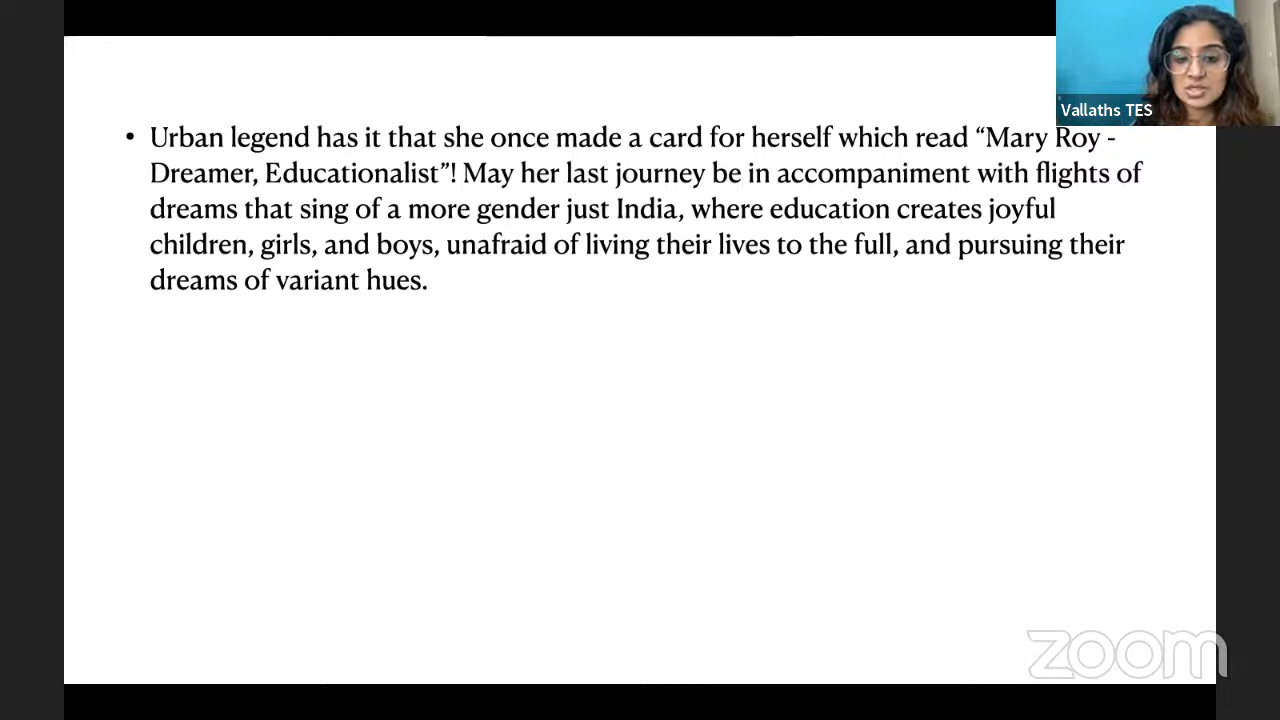 Vallaths TES
• Urban legend has it that she once made a card for herself which read “Mary Roy -
Dreamer, Educationalist”! May her last journey be in accompaniment with flights of
dreams that sing of a more gender just India, where education creates joyful
children, girls, and boys, unafraid of living their lives to the full, and pursuing their
dreams of variant hues.
zoom